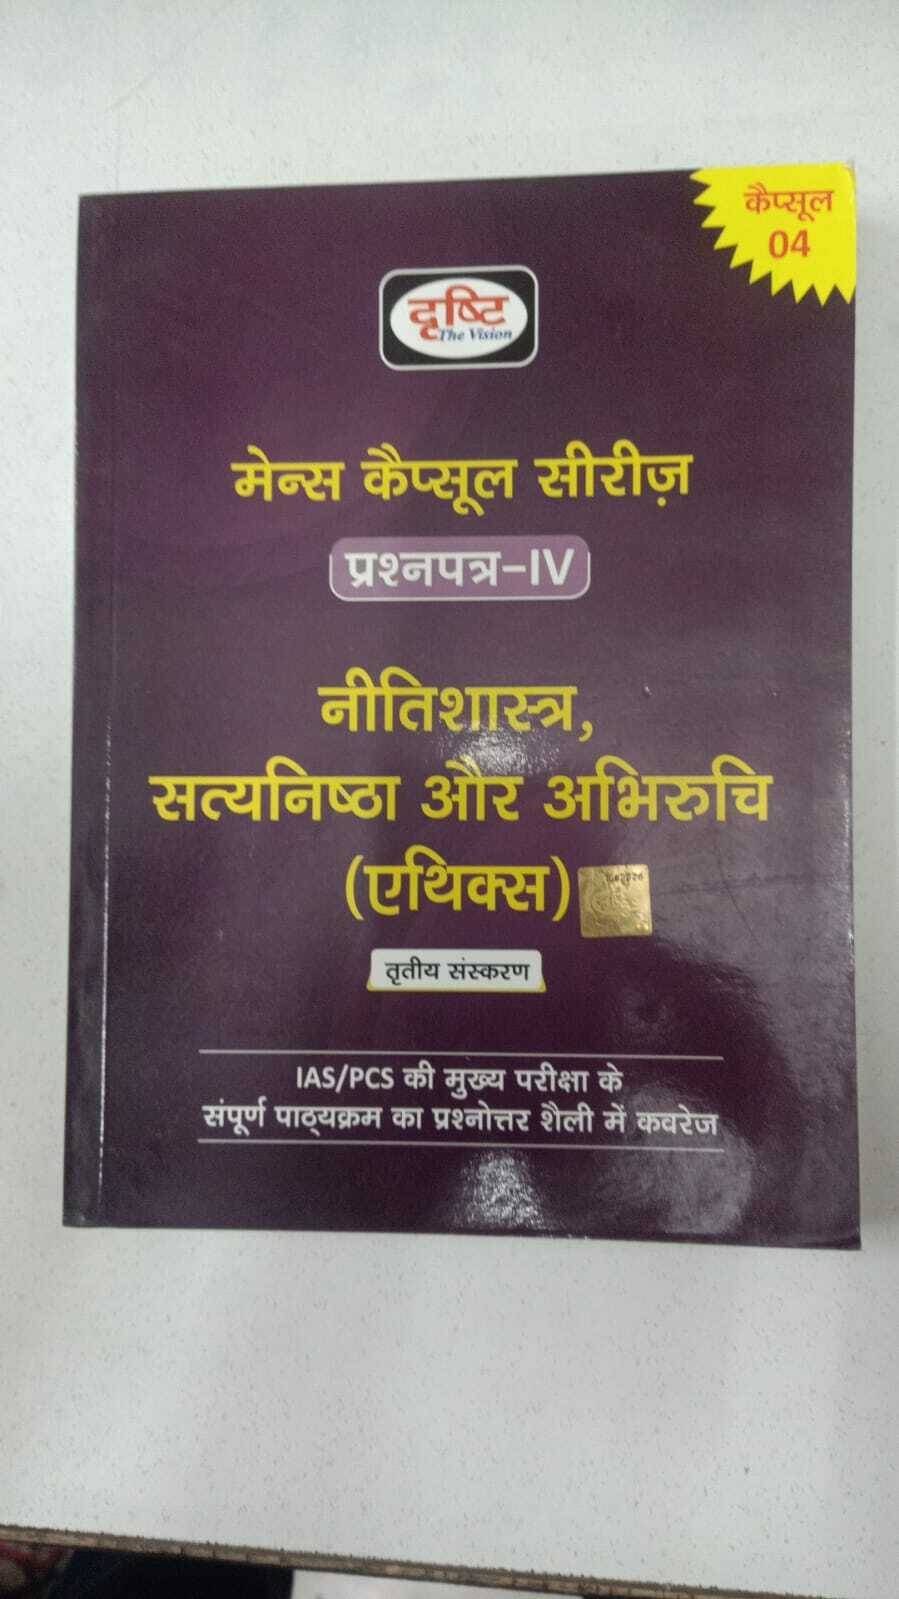 कैप्सूल
04
दृष्टि
The Vision
मेन्स कैप्सूल सीरीज़
प्रश्नपत्र-IV
नीतिशास्त्र,
सत्यनिष्ठा और अभिरुचि
(एथिक्स)
तृतीय संस्करण
IAS/PCS की मुख्य परीक्षा के
संपूर्ण पाठ्यक्रम का प्रश्नोत्तर शैली में कवरेज